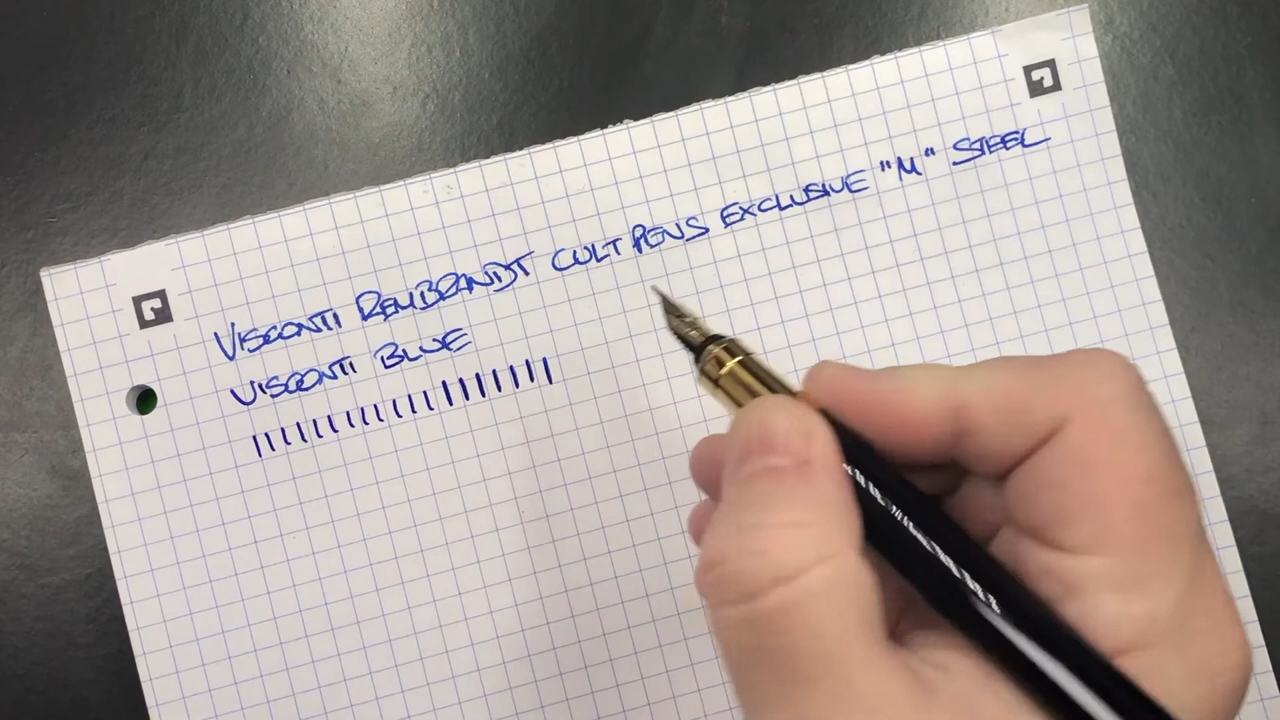 VISCONTI REMBRANDT CULT PENS EXCLUSIVE "M" STEEL
VISCONTI BLUE